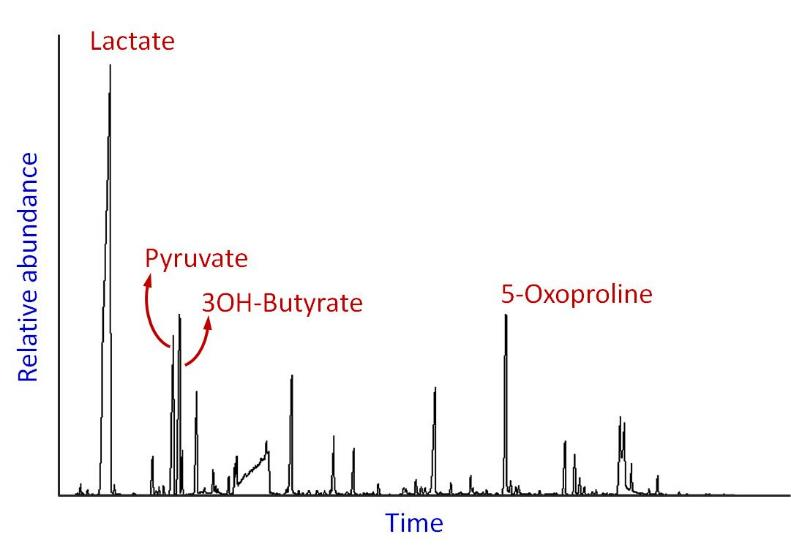 Lactate
Pyruvate
3OH-Butyrate
5-Oxoproline
Relative abundance
Time